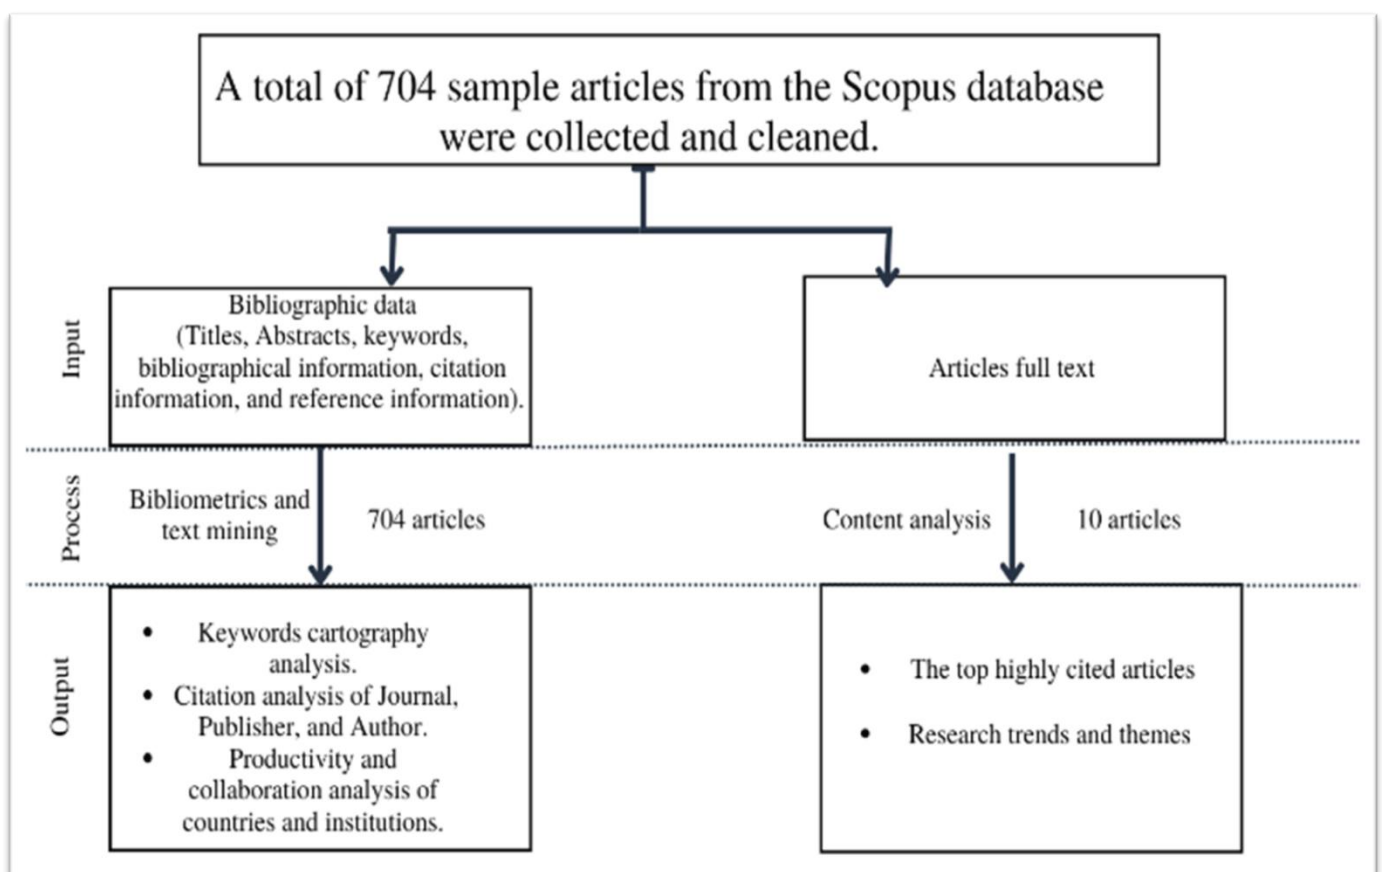 A total of 704 sample articles from the Scopus database
were collected and cleaned.
Input
Bibliographic data
(Titles, Abstracts, keywords,
bibliographical information, citation
information, and reference information).
Articles full text
Process
Bibliometrics and
text mining
704 articles
Content analysis
10 articles
Output
• Keywords cartography
analysis.
• Citation analysis of Journal,
Publisher, and Author.
• Productivity and
collaboration analysis of
countries and institutions.
• The top highly cited articles
• Research trends and themes